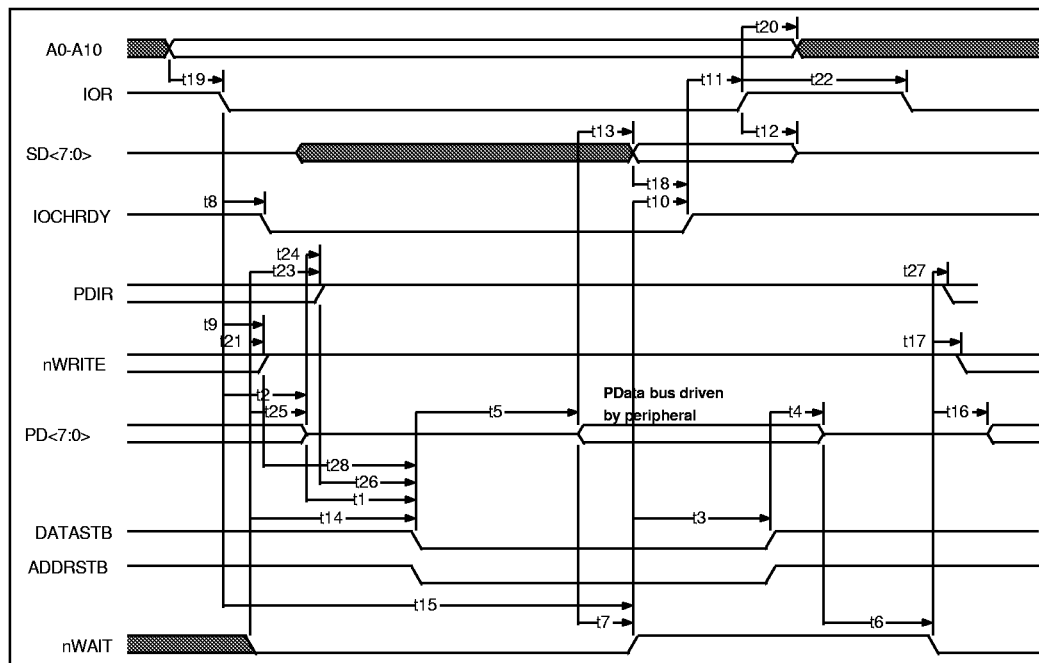 t20
A0-A10
t19
t11
t22
IOR
t13
t12
SD<7:0>
t18
t8
t10
IOCHRDY
t24
t23
t27
PDIR
t9
t21
t17
nWRITE
PData bus driven
by peripheral
t2
t5
t4
t25
t16
PD<7:0>
t28
t26
t1
t14
t3
DATASTB
ADDRSTB
t15
t7
t6
nWAIT